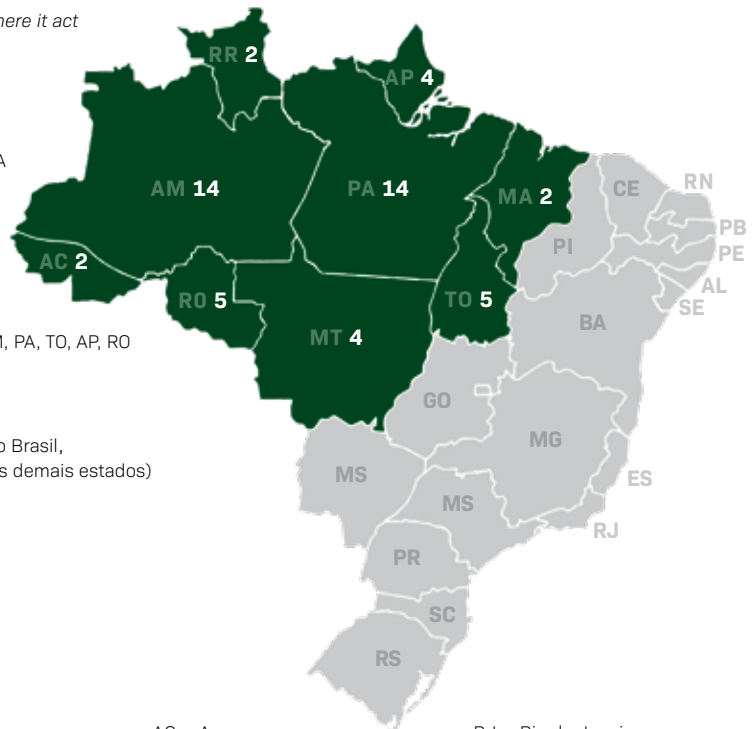 here it act
RR 2
AP 4
A
AM 14
PA 14
MA 2
CE
RN
PB
PI
PE
AC 2
AL
RO 5
TO 5
SE
BA
MT 4
M, PA, TO, AP, RO
GO
MG
o Brasil,
s demais estados)
MS
ES
MS
RJ
PR
SC
RS